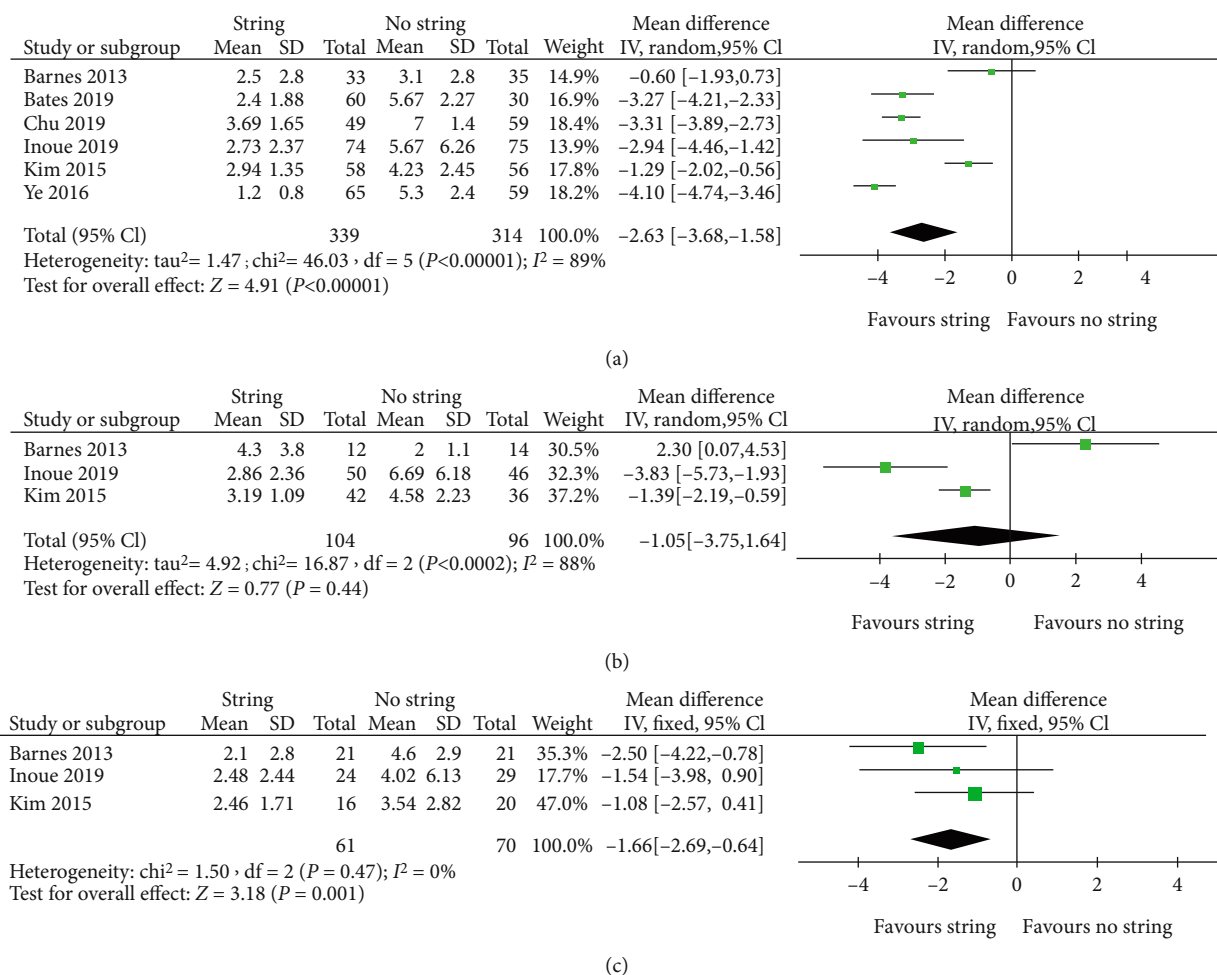 String No string Mean difference Mean difference
Study or subgroup Mean SD Total Mean SD Total Weight IV, random,95% Cl IV, random,95% Cl
Barnes 2013 2.5 2.8 33 3.1 2.8 35 14.9% −0.60 [−1.93,0.73]
Bates 2019 2.4 1.88 60 5.67 2.27 30 16.9% −3.27 [−4.21,−2.33]
Chu 2019 3.69 1.65 49 7 1.4 59 18.4% −3.31 [−3.89,−2.73]
Inoue 2019 2.73 2.37 74 5.67 6.26 75 13.9% −2.94 [−4.46,−1.42]
Kim 2015 2.94 1.35 58 4.23 2.45 56 17.8% −1.29 [−2.02,−0.56]
Ye 2016 1.2 0.8 65 5.3 2.4 59 18.2% −4.10 [−4.74,−3.46]
Total (95% Cl) 339 314 100.0% −2.63 [−3.68,−1.58]
Heterogeneity: tau²= 1.47 ; chi²= 46.03 , df = 5 (P<0.00001); I² = 89%
Test for overall effect: Z = 4.91 (P<0.00001)
−4 −2 0 2 4
Favours string Favours no string
(a)
String No string Mean difference Mean difference
Study or subgroup Mean SD Total Mean SD Total Weight IV, random,95% Cl IV, random,95% Cl
Barnes 2013 4.3 3.8 12 2 1.1 14 30.5% 2.30 [0.07,4.53]
Inoue 2019 2.86 2.36 50 6.69 6.18 46 32.3% −3.83 [−5.73,−1.93]
Kim 2015 3.19 1.09 42 4.58 2.23 36 37.2% −1.39[−2.19,−0.59]
Total (95% Cl) 104 96 100.0% −1.05[−3.75,1.64]
Heterogeneity: tau²= 4.92 ; chi²= 16.87 , df = 2 (P<0.0002); I² = 88%
Test for overall effect: Z = 0.77 (P = 0.44)
−4 −2 0 2 4
Favours string Favours no string
(b)
String No string Mean difference Mean difference
Study or subgroup Mean SD Total Mean SD Total Weight IV, fixed, 95% Cl IV, fixed, 95% Cl
Barnes 2013 2.1 2.8 21 4.6 2.9 21 35.3% −2.50 [−4.22,−0.78]
Inoue 2019 2.48 2.44 24 4.02 6.13 29 17.7% −1.54 [−3.98, 0.90]
Kim 2015 2.46 1.71 16 3.54 2.82 20 47.0% −1.08 [−2.57, 0.41]
61 70 100.0% −1.66[−2.69,−0.64]
Heterogeneity: chi² = 1.50 , df = 2 (P = 0.47); I² = 0%
Test for overall effect: Z = 3.18 (P = 0.001)
−4 −2 0 2 4
Favours string Favours no string
(c)